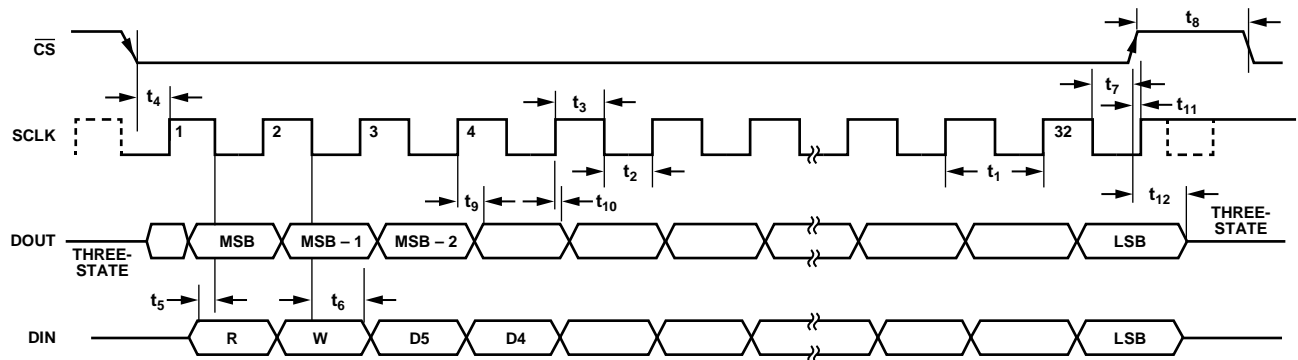 t8
CS
t4
t3
t7
t11
SCLK
1
2
3
4
32
t2
t1
t9
t10
t12
DOUT
MSB
MSB – 1
MSB – 2
LSB
THREE-
STATE
THREE-
STATE
t5
t6
DIN
R
W
D5
D4
LSB